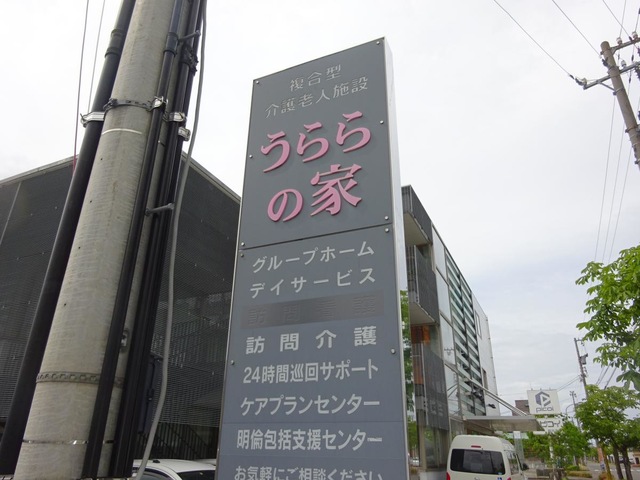 複合型
介護老人施設
うらら
の家
グループホーム
デイサービス
訪問介護
24時間巡回サポート
ケアプランセンター
明倫包括支援センター
お気軽にご相談ください